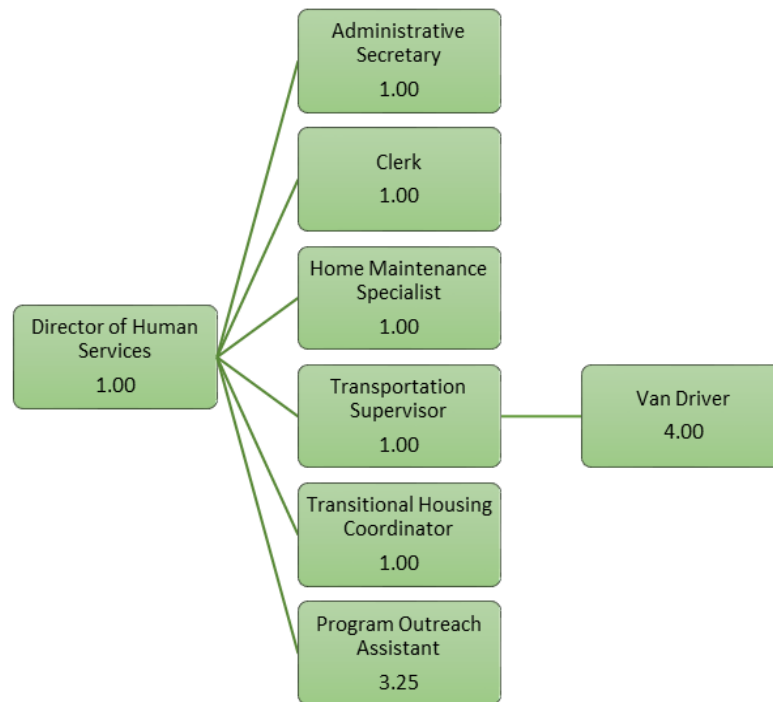 Administrative
Secretary
1.00
Clerk
1.00
Home Maintenance
Specialist
1.00
Director of Human
Services
1.00
Transportation
Supervisor
1.00
Van Driver
4.00
Transitional Housing
Coordinator
1.00
Program Outreach
Assistant
3.25